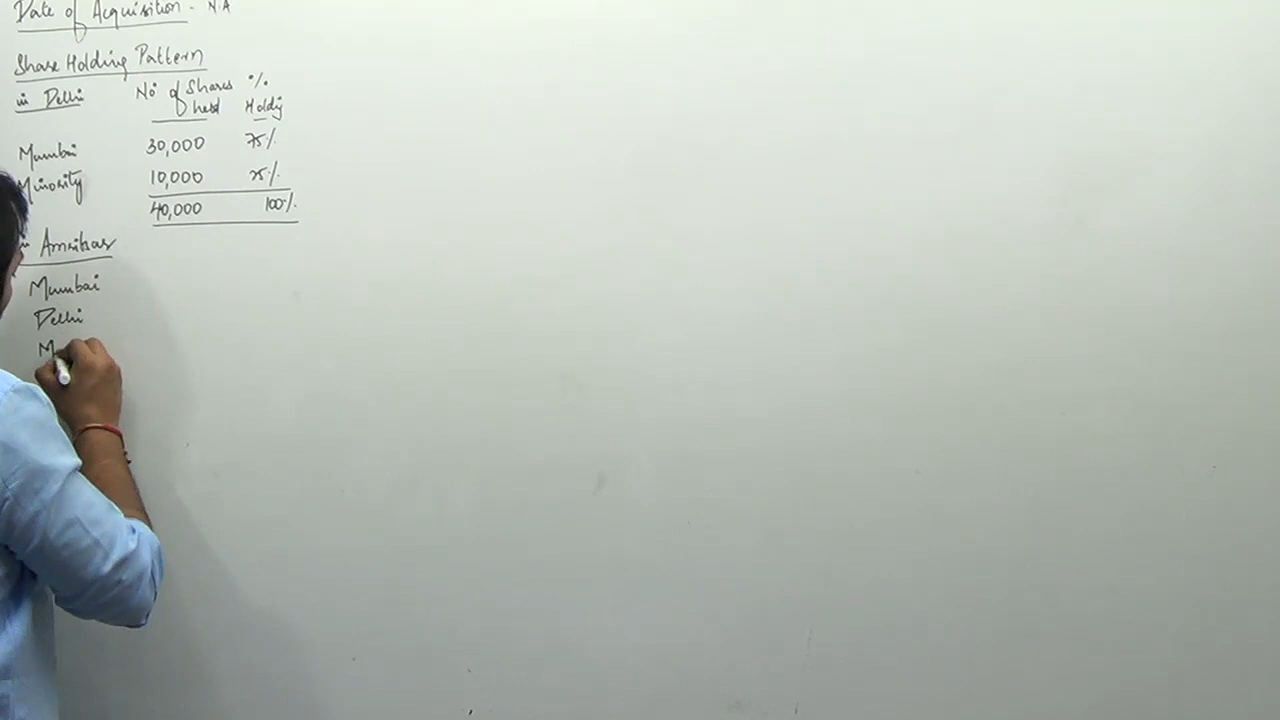 Date of Acquisition - N.A
Share Holding Pattern
in Delhi No of Shares held % Holdg
Mumbai 30,000 75%
Minority 10,000 25%
40,000 100%
in Amritsar
Mumbai
Delhi
M